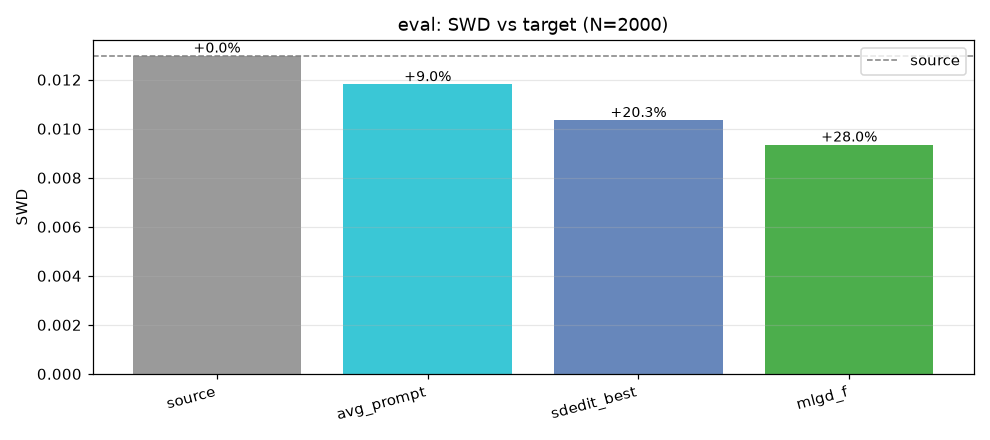 eval: SWD vs target (N=2000)
SWD
0.012
0.010
0.008
0.006
0.004
0.002
0.000
+0.0%
+9.0%
+20.3%
+28.0%
source
source
avg_prompt
sdedit_best
mlgd_f